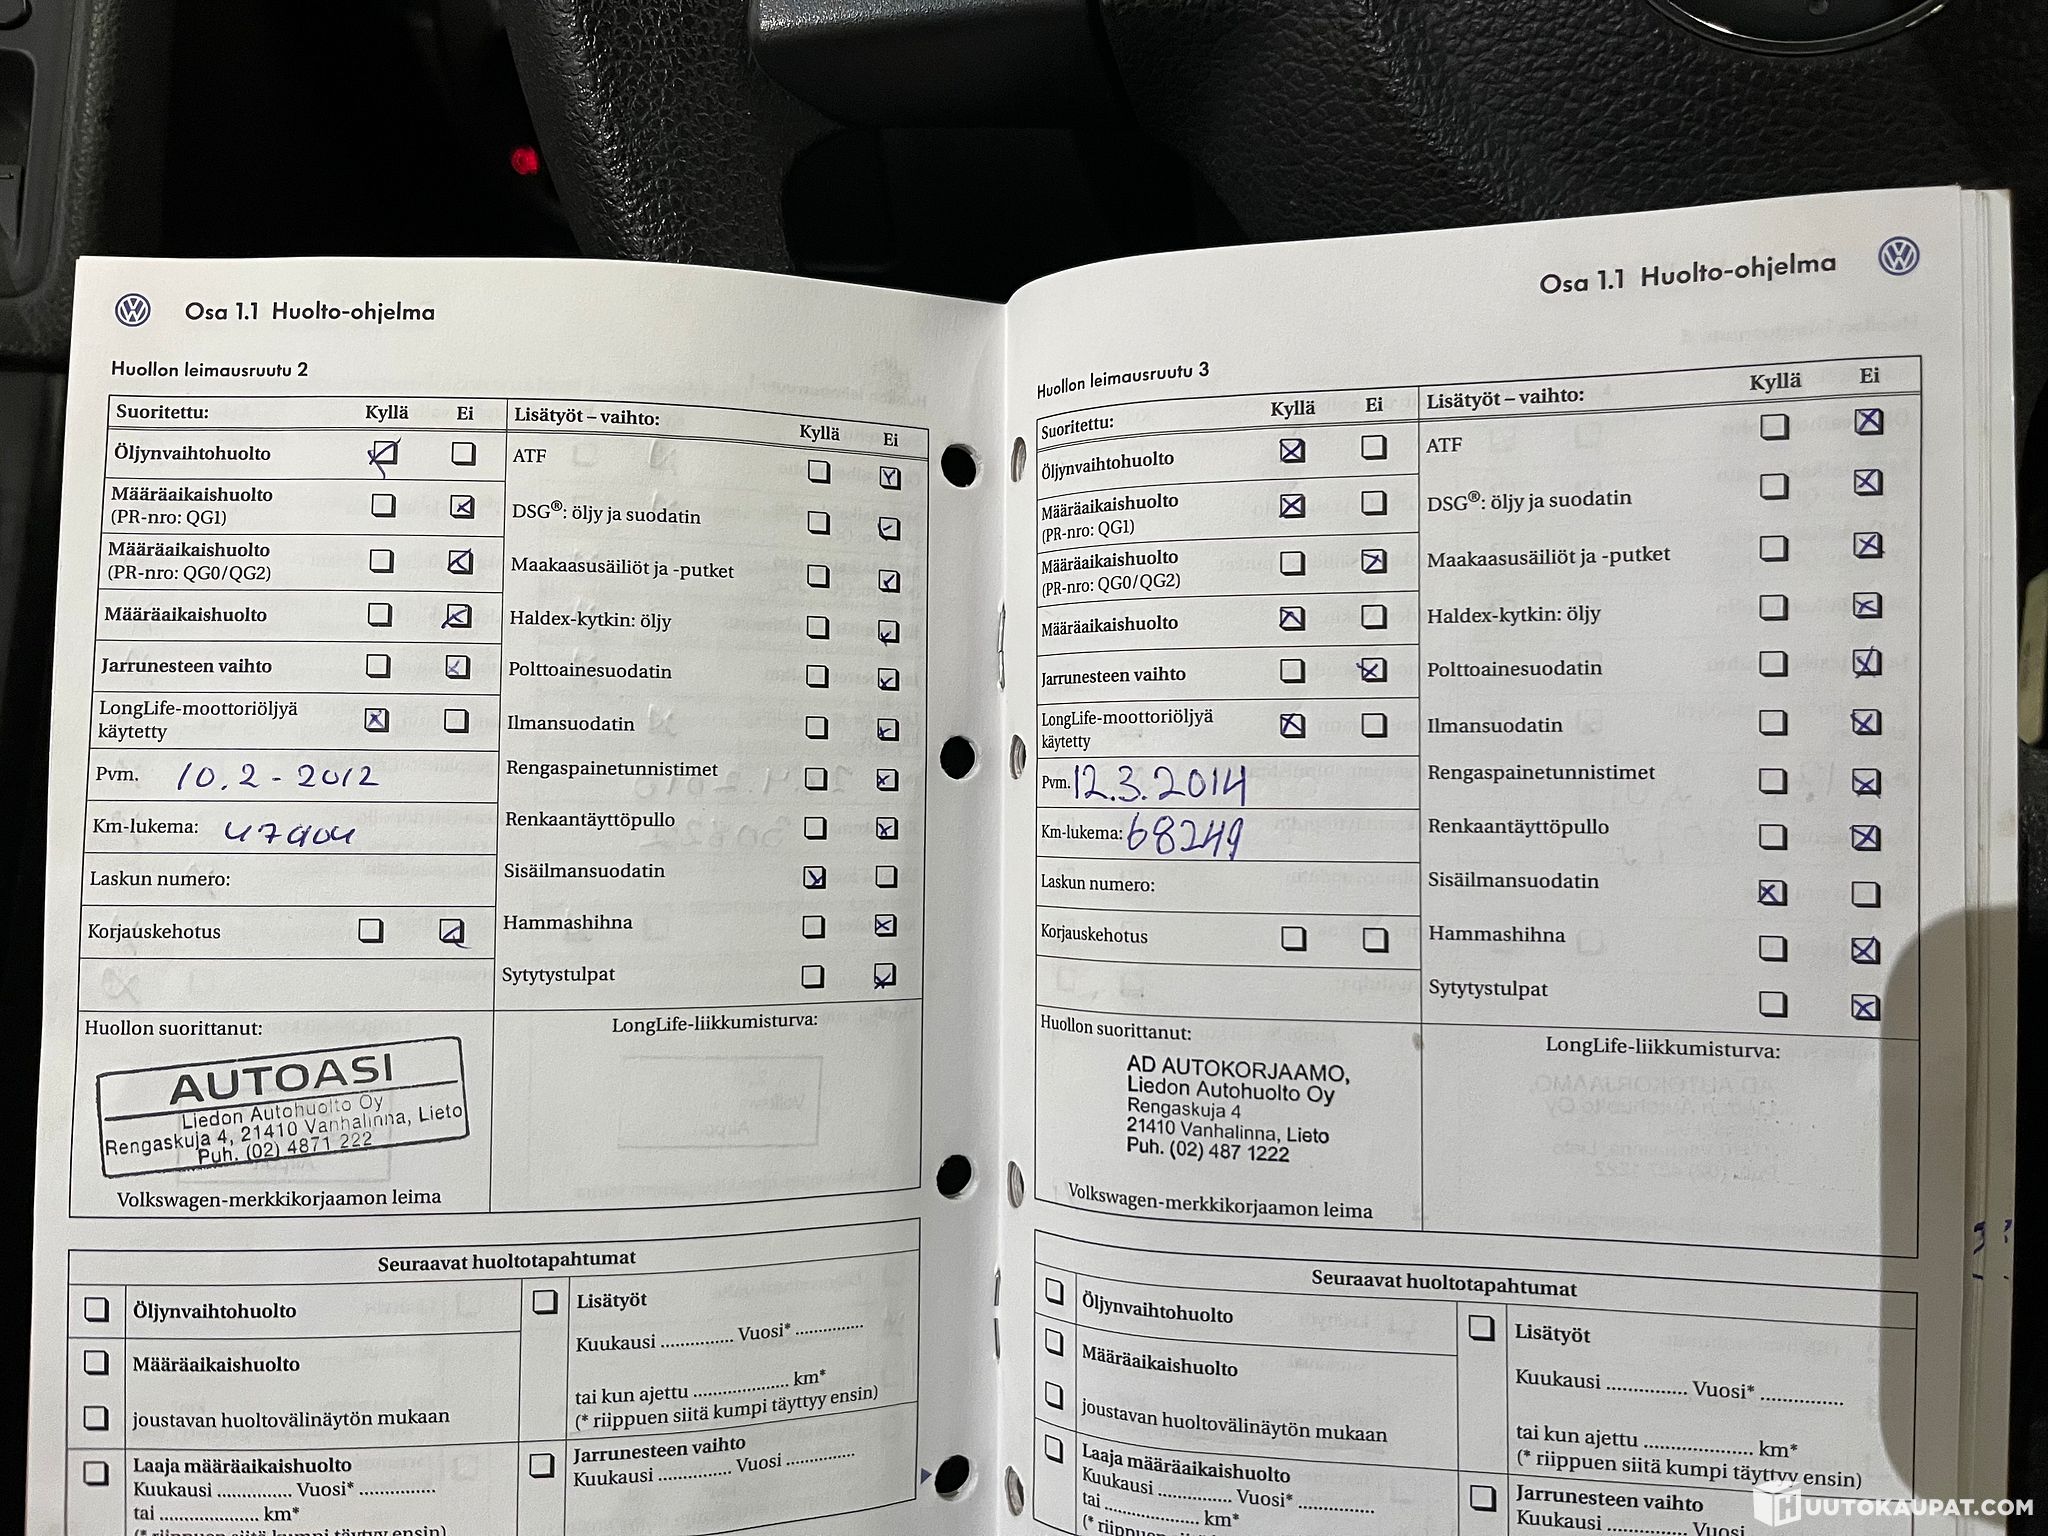 Osa 1.1 Huolto-ohjelma
Huollon leimausruutu 2
Suoritettu: Kyllä Ei
Öljynvaihtohuolto
Määräaikaishuolto
(PR-nro: QG1)
Määräaikaishuolto
(PR-nro: QG0/QG2)
Määräaikaishuolto
Jarrunesteen vaihto
LongLife-moottoriöljyä
käytetty
Pvm. 10.2-2012
Km-lukema: 47904
Laskun numero:
Korjauskehotus
Lisätyöt – vaihto: Kyllä Ei
ATF
DSG®: öljy ja suodatin
Maakaasusäiliöt ja -putket
Haldex-kytkin: öljy
Polttoainesuodatin
Ilmansuodatin
Rengaspainetunnistimet
Renkaantäyttöpullo
Sisäilmansuodatin
Hammashihna
Sytytystulpat
Huollon suorittanut:
AUTOASI
Liedon Autohuolto Oy
Rengaskuja 4, 21410 Vanhalinna, Lieto
Puh. (02) 4871 222
Volkswagen-merkkikorjaamon leima
LongLife-liikkumisturva:
Seuraavat huoltotapahtumat
Öljynvaihtohuolto
Määräaikaishuolto
joustavan huoltovälinäytön mukaan
Laaja määräaikaishuolto
Kuukausi .............. Vuosi* ..............
tai .................... km*
(* riippuen siitä kumpi täyttyy ensin)
Lisätyöt
Kuukausi .............. Vuosi* .............
tai kun ajettu .................... km*
(* riippuen siitä kumpi täyttyy ensin)
Jarrunesteen vaihto
Kuukausi .............. Vuosi .............
Osa 1.1 Huolto-ohjelma
Huollon leimausruutu 3
Suoritettu: Kyllä Ei
Öljynvaihtohuolto
Määräaikaishuolto
(PR-nro: QG1)
Määräaikaishuolto
(PR-nro: QG0/QG2)
Määräaikaishuolto
Jarrunesteen vaihto
LongLife-moottoriöljyä
käytetty
Pvm. 12.3.2014
Km-lukema: 68249
Laskun numero:
Korjauskehotus
Lisätyöt – vaihto: Kyllä Ei
ATF
DSG®: öljy ja suodatin
Maakaasusäiliöt ja -putket
Haldex-kytkin: öljy
Polttoainesuodatin
Ilmansuodatin
Rengaspainetunnistimet
Renkaantäyttöpullo
Sisäilmansuodatin
Hammashihna
Sytytystulpat
Huollon suorittanut:
AD AUTOKORJAAMO,
Liedon Autohuolto Oy
Rengaskuja 4
21410 Vanhalinna, Lieto
Puh. (02) 487 1222
Volkswagen-merkkikorjaamon leima
LongLife-liikkumisturva:
Seuraavat huoltotapahtumat
Öljynvaihtohuolto
Määräaikaishuolto
joustavan huoltovälinäytön mukaan
Laaja määräaikaishuolto
Kuukausi .............. Vuosi* ..............
tai .................... km*
(* riippuen
Lisätyöt
Kuukausi ............... Vuosi* ...............
tai kun ajettu .................... km*
(* riippuen siitä kumpi täyttyy ensin)
Jarrunesteen vaihto
Kuukausi .............. Vuosi
HUUTOKAUPAT.COM